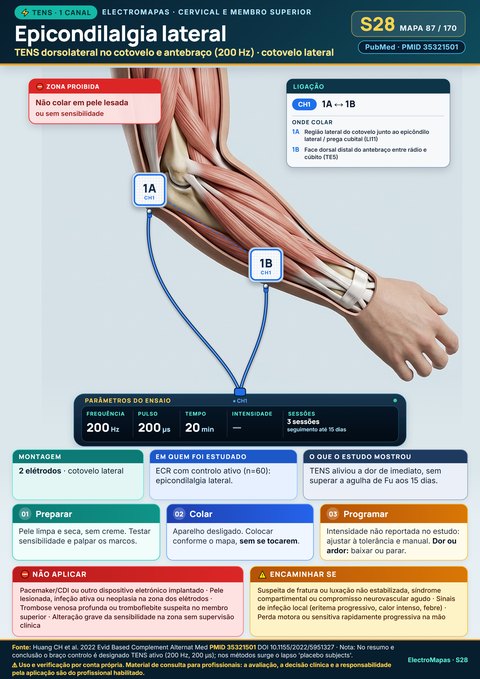 TENS · 1 CANAL
ELECTROMAPAS · CERVICAL E MEMBRO SUPERIOR
Epicondilalgia lateral
TENS dorsolateral no cotovelo e antebraço (200 Hz) · cotovelo lateral
S28 MAPA 87 / 170
PubMed · PMID 35321501
ZONA PROIBIDA
Não colar em pele lesada
ou sem sensibilidade
LIGAÇÃO
CH1 1A ↔ 1B
ONDE COLAR
1A Região lateral do cotovelo junto ao epicôndilo
lateral / prega cubital (LI11)
1B Face dorsal distal do antebraço entre rádio e
cúbito (TE5)
1A
CH1
1B
CH1
PARÂMETROS DO ENSAIO
CH1
FREQUÊNCIA
200 Hz
PULSO
200 µs
TEMPO
20 min
INTENSIDADE
—
SESSÕES
3 sessões
seguimento até 15 dias
MONTAGEM
2 elétrodos · cotovelo lateral
EM QUEM FOI ESTUDADO
ECR com controlo ativo (n=60):
epicondilalgia lateral.
O QUE O ESTUDO MOSTROU
TENS aliviou a dor de imediato, sem
superar a agulha de Fu aos 15 dias.
01 Preparar
Pele limpa e seca, sem creme. Testar
sensibilidade e palpar os marcos.
02 Colar
Aparelho desligado. Colocar
conforme o mapa, sem se tocarem.
03 Programar
Intensidade não reportada no estudo:
ajustar à tolerância e manual. Dor ou
ardor: baixar ou parar.
NÃO APLICAR
Pacemaker/CDI ou outro dispositivo eletrónico implantado · Pele
lesionada, infeção ativa ou neoplasia na zona dos elétrodos ·
Trombose venosa profunda ou tromboflebite suspeita no membro
superior · Alteração grave da sensibilidade na zona sem supervisão
clínica
ENCAMINHAR SE
Suspeita de fratura ou luxação não estabilizada, síndrome
compartimental ou compromisso neurovascular agudo · Sinais
de infeção local (eritema progressivo, calor intenso, febre) ·
Perda motora ou sensitiva rapidamente progressiva na mão
Fonte: Huang CH et al. 2022 Evid Based Complement Alternat Med PMID 35321501 DOI 10.1155/2022/5951327 · Nota: No resumo e
conclusão o braço controlo é designado TENS ativo (200 Hz, 200 µs); nos métodos surge o lapso 'placebo subjects'.
Uso e verificação por conta própria. Material de consulta para profissionais: a avaliação, a decisão clínica e a responsabilidade
pela aplicação são do profissional habilitado.
ElectroMapas · S28